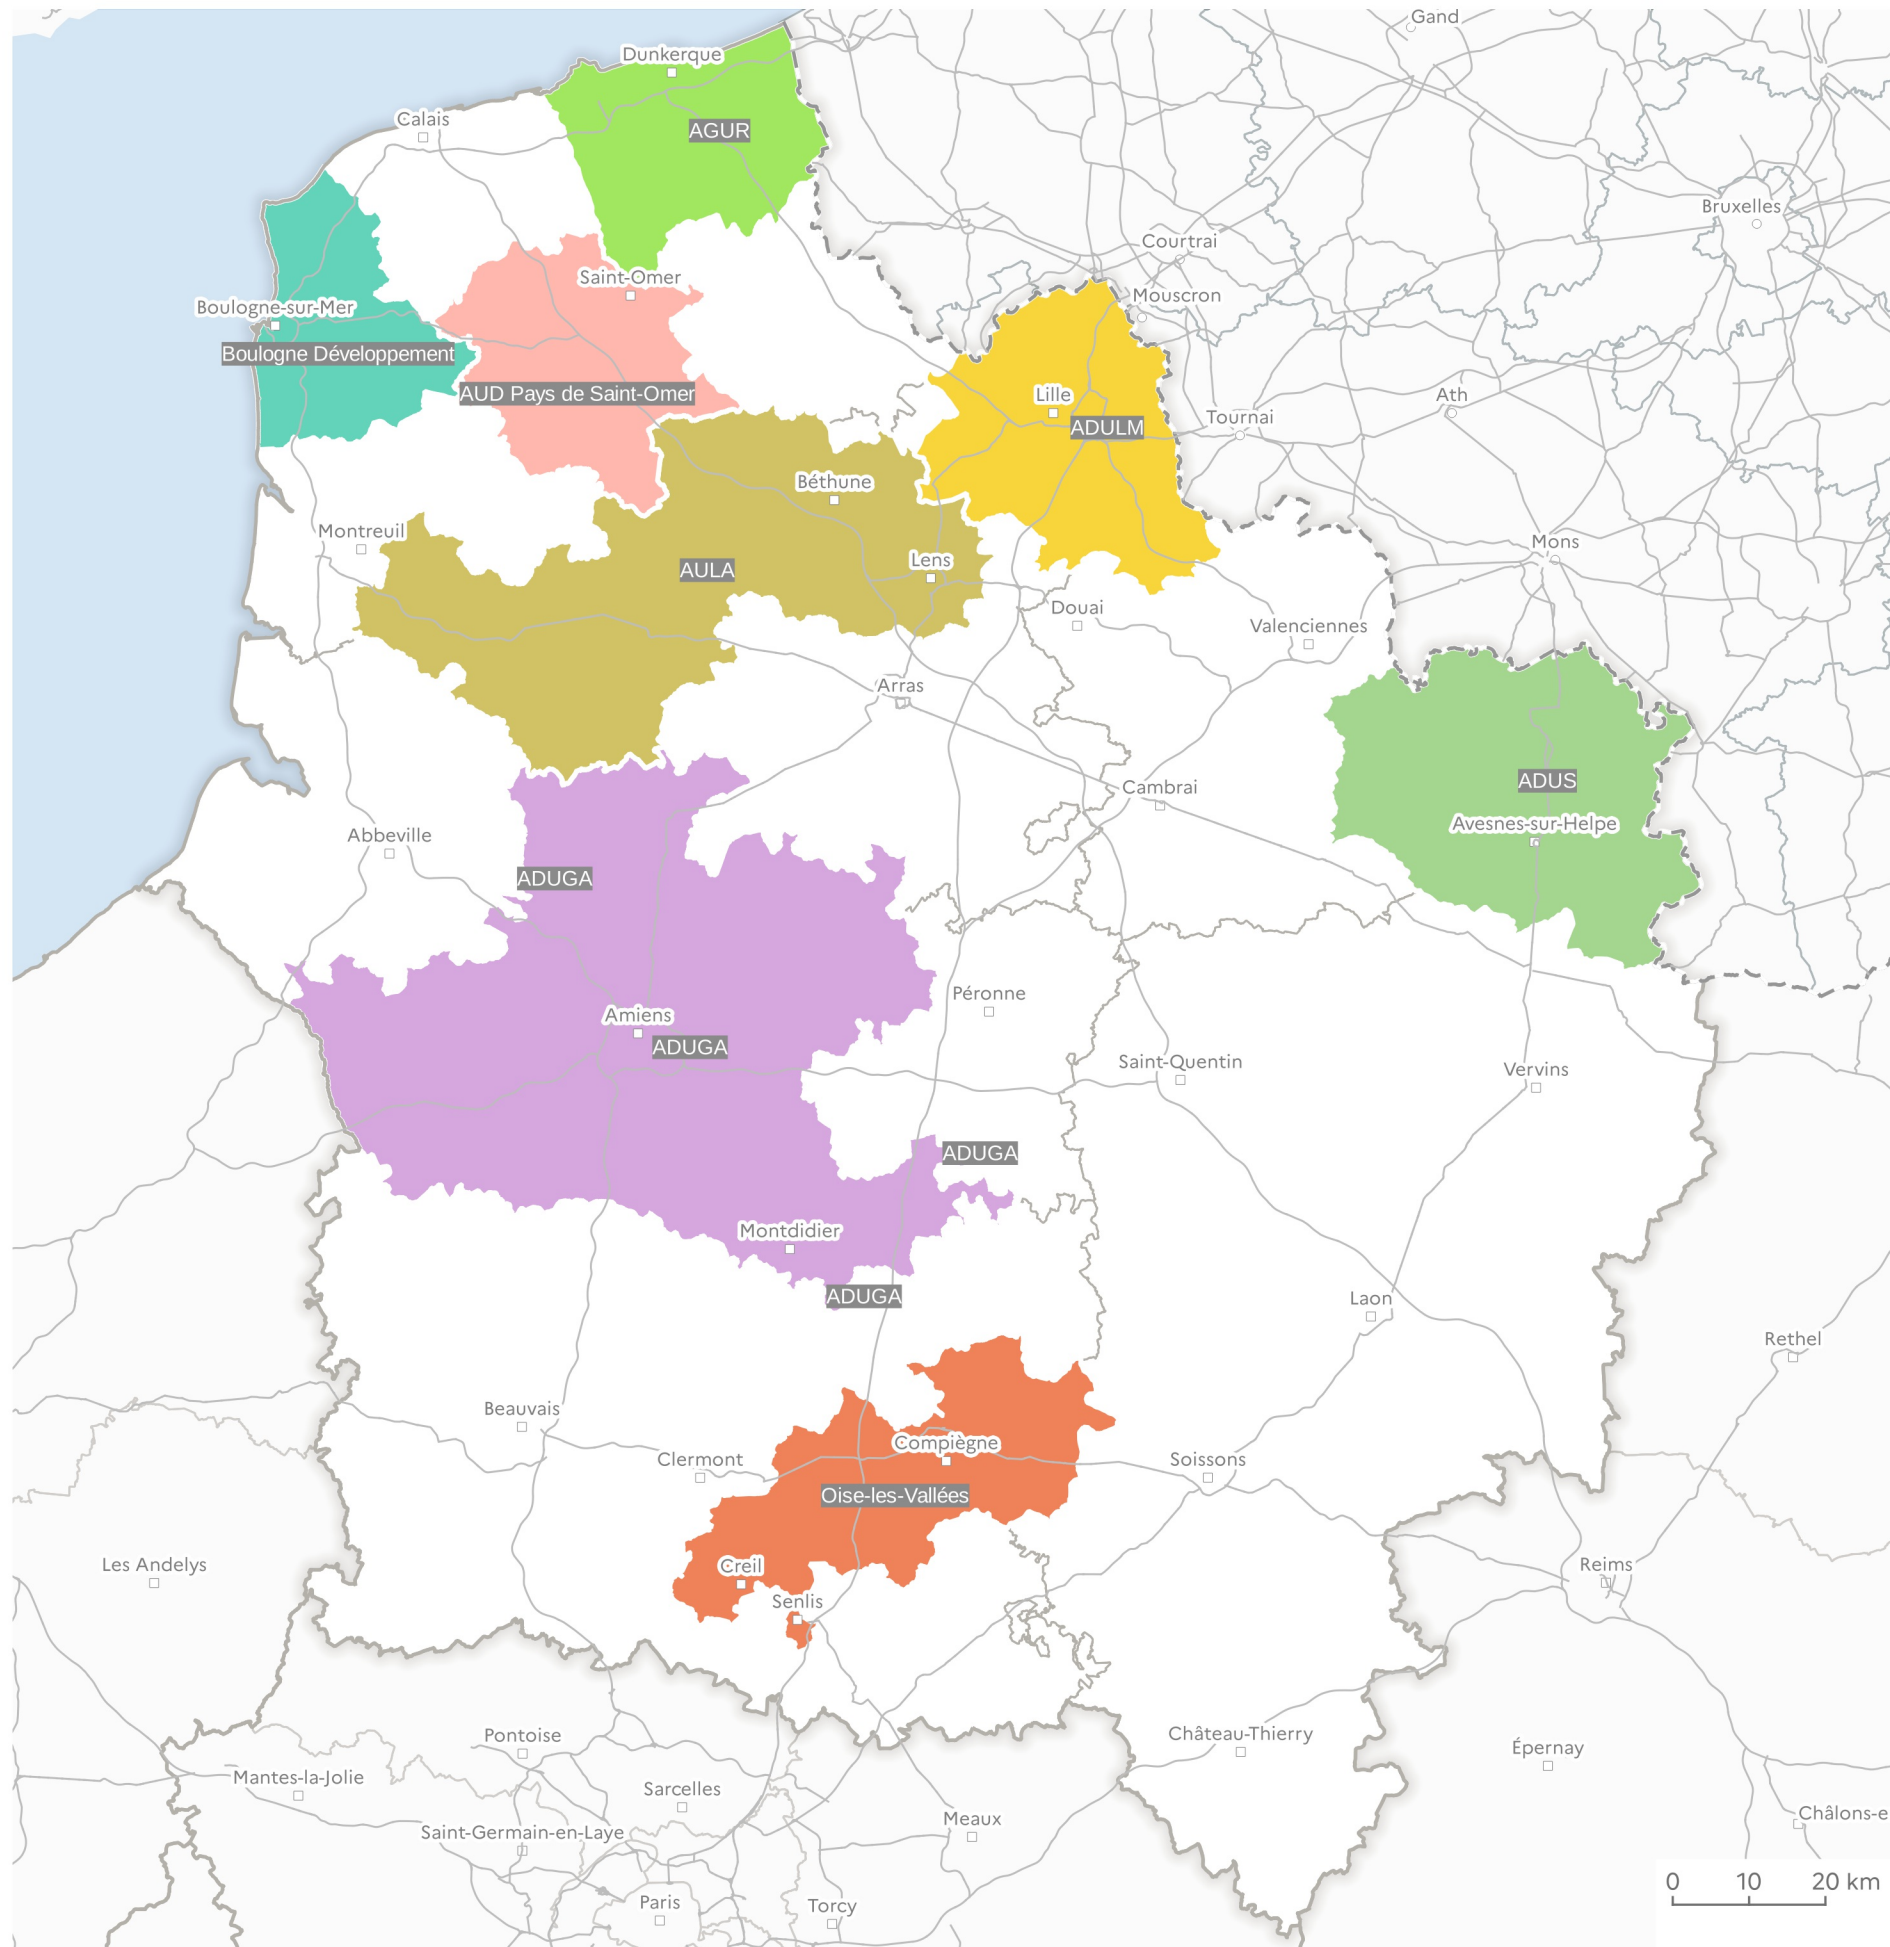 Gand
Dunkerque
Calais
AGUR
Bruxelles
Courtrai
Saint-Omer
Mouscron
Boulogne-sur-Mer
Boulogne Développement
AUD Pays de Saint-Omer
Lille
Ath
Tournai
ADULM
Béthune
Montreuil
Mons
Lens
AULA
Douai
Valenciennes
Arras
ADUS
Cambrai
Avesnes-sur-Helpe
Abbeville
ADUGA
Péronne
Amiens
ADUGA
Saint-Quentin
Vervins
ADUGA
Montdidier
ADUGA
Laon
Rethel
Beauvais
Compiègne
Clermont
Soissons
Oise-les-Vallées
Les Andelys
Creil
Reims
Senlis
Pontoise
Château-Thierry
Épernay
Mantes-la-Jolie
Sarcelles
Châlons-e
Meaux
Saint-Germain-en-Laye
0 10 20 km
Paris
Torcy